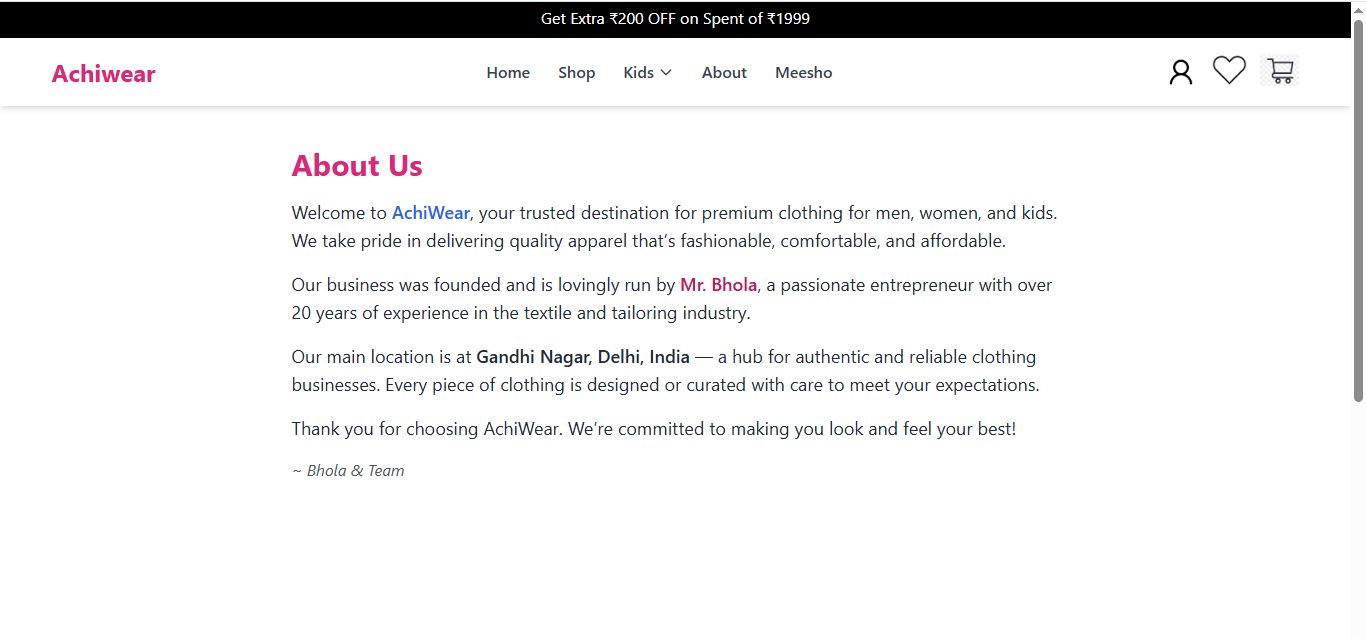 Get Extra ₹200 OFF on Spent of ₹1999
Achiwear
Home Shop Kids About Meesho
About Us
Welcome to AchiWear, your trusted destination for premium clothing for men, women, and kids.
We take pride in delivering quality apparel that’s fashionable, comfortable, and affordable.
Our business was founded and is lovingly run by Mr. Bhola, a passionate entrepreneur with over
20 years of experience in the textile and tailoring industry.
Our main location is at Gandhi Nagar, Delhi, India — a hub for authentic and reliable clothing
businesses. Every piece of clothing is designed or curated with care to meet your expectations.
Thank you for choosing AchiWear. We’re committed to making you look and feel your best!
~ Bhola & Team